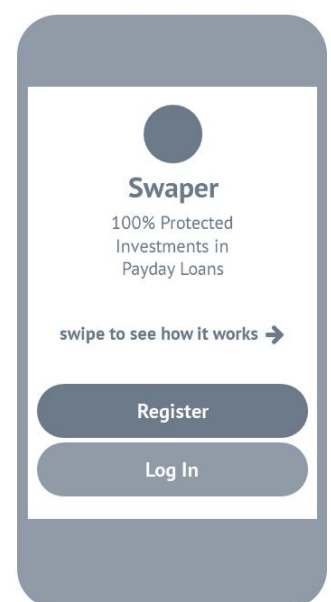 Swaper
100% Protected
Investments in
Payday Loans
swipe to see how it works
Register
Log In